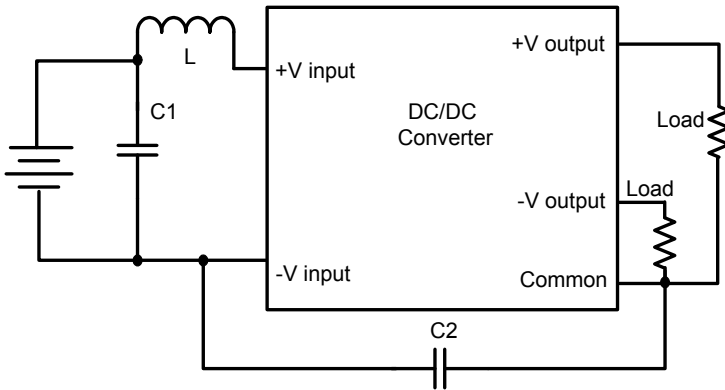 L
+V input
+V output
C1
DC/DC
Converter
Load
Load
-V output
-V input
Common
C2